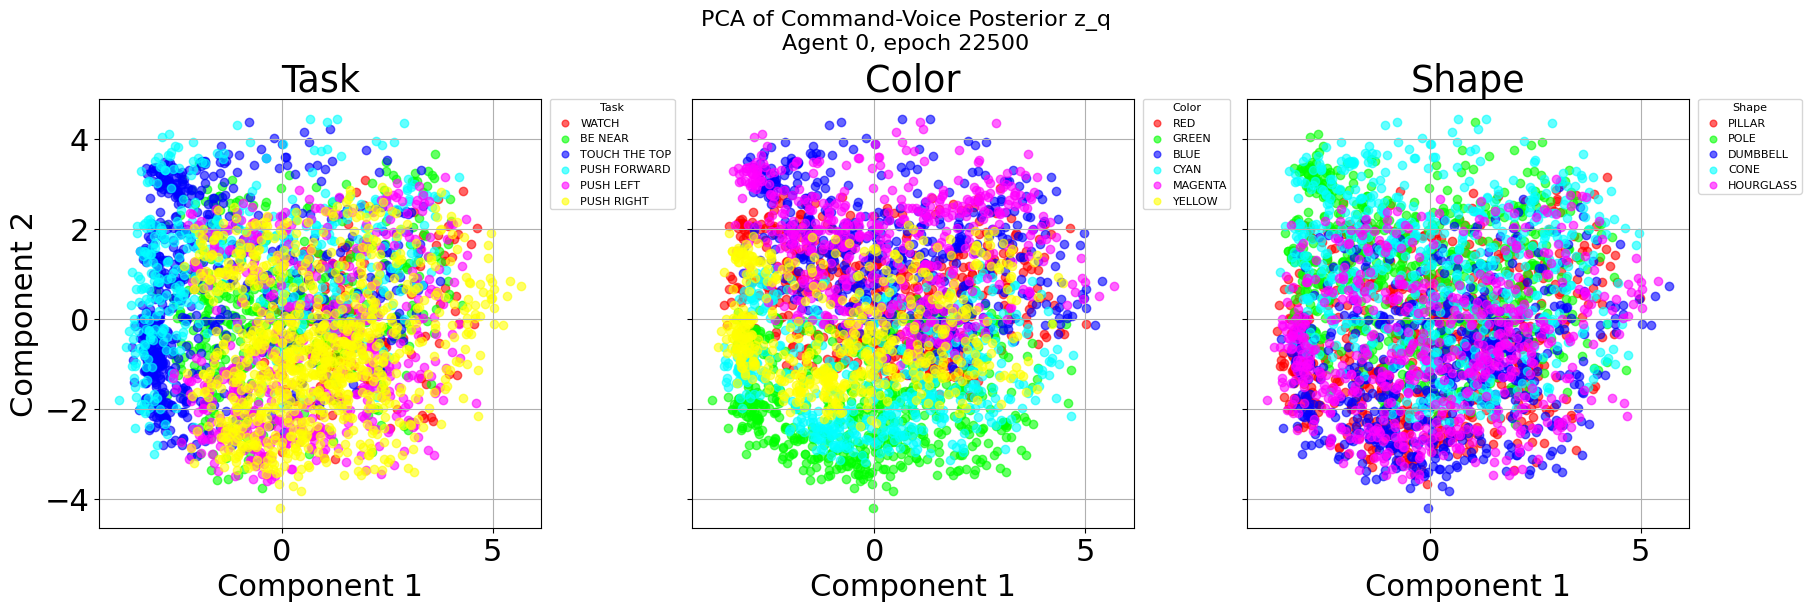 PCA of Command-Voice Posterior z_q
Agent 0, epoch 22500
Task
Component 2
4
2
0
−2
−4
0
5
Component 1
Task
WATCH
BE NEAR
TOUCH THE TOP
PUSH FORWARD
PUSH LEFT
PUSH RIGHT
Color
0
5
Component 1
Color
RED
GREEN
BLUE
CYAN
MAGENTA
YELLOW
Shape
0
5
Component 1
Shape
PILLAR
POLE
DUMBBELL
CONE
HOURGLASS